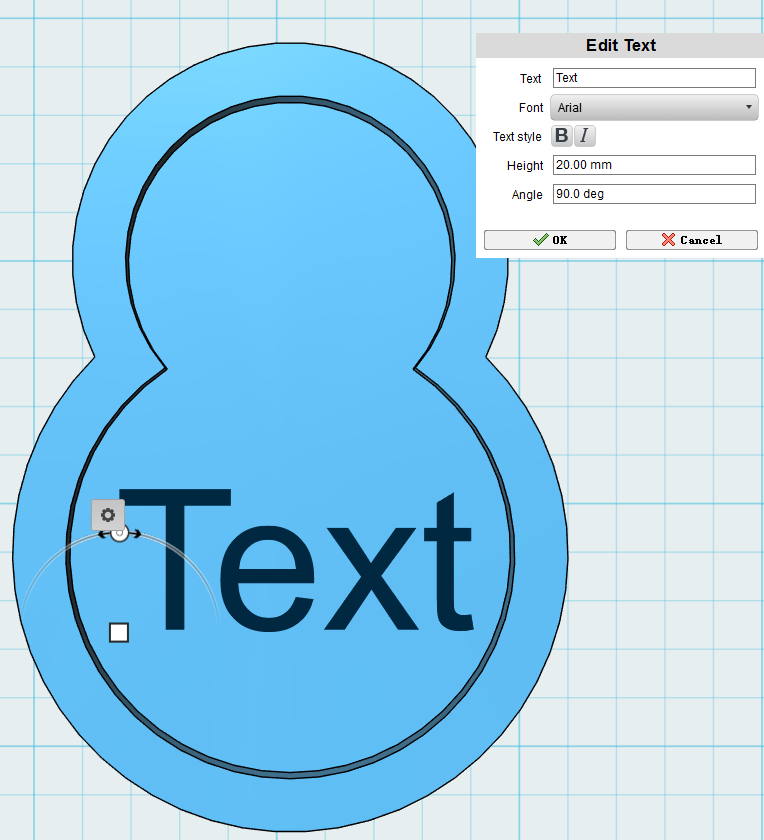 Edit Text
Text Text
Font Arial
Text style B I
Height 20.00 mm
Angle 90.0 deg
OK Cancel
Text